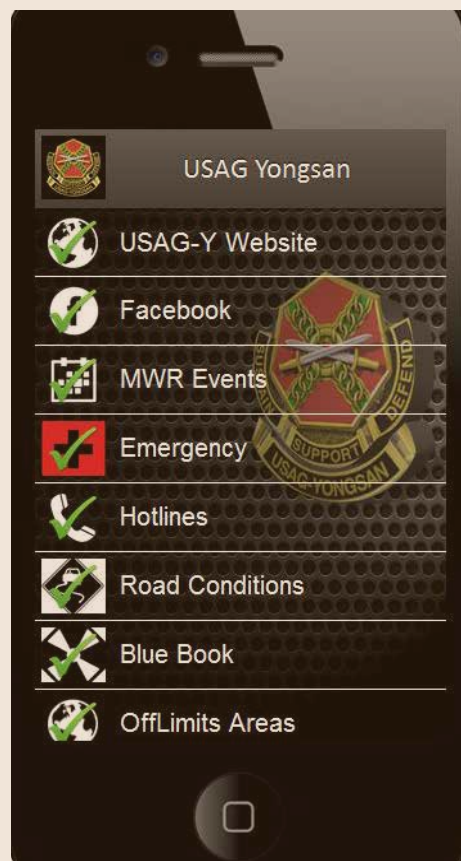 USAG Yongsan
USAG-Y Website
Facebook
MWR Events
Emergency
Hotlines
Road Conditions
Blue Book
OffLimits Areas
SUSTAIN SUPPORT DEFEND
USAG-YONGSAN